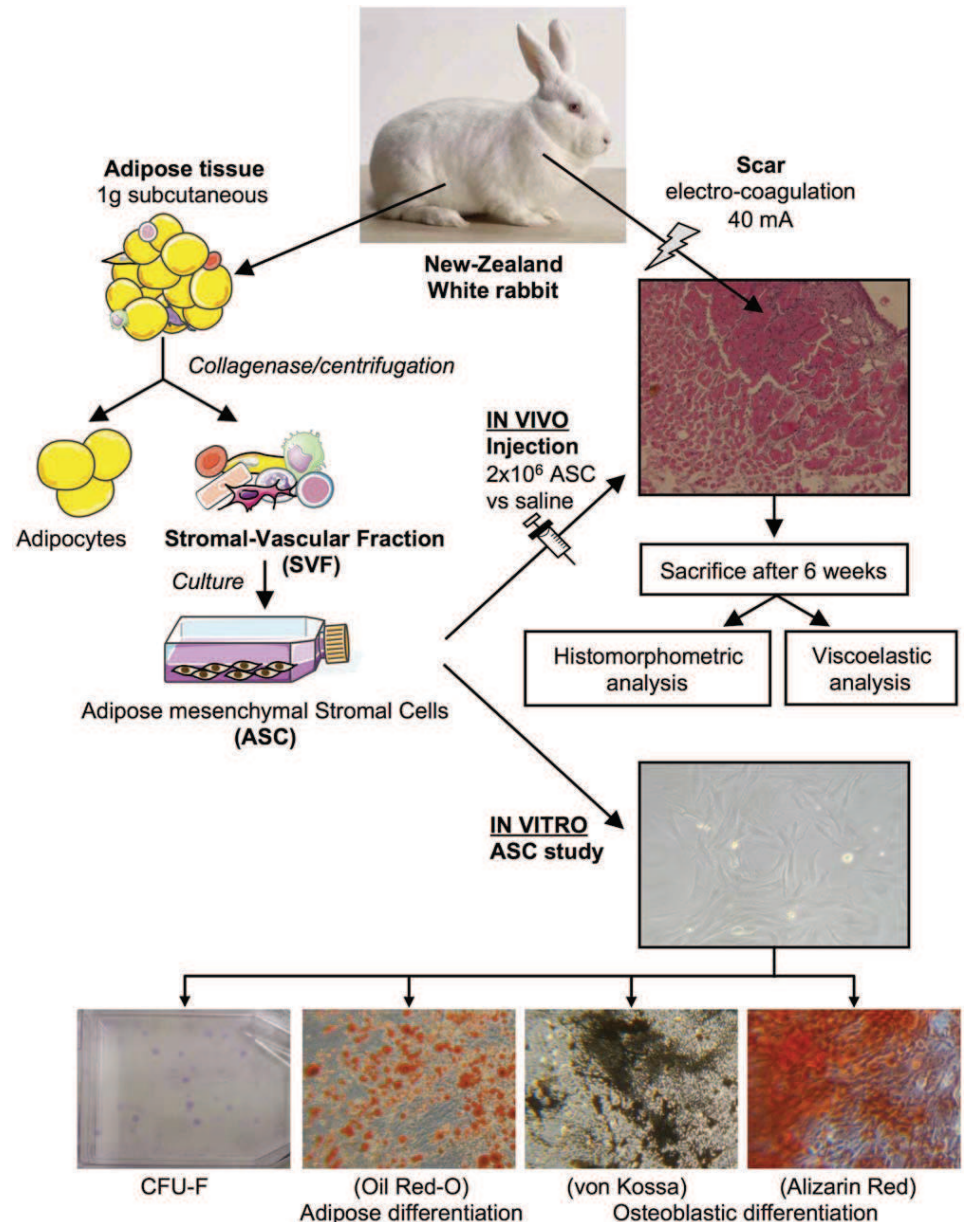 Adipose tissue
1g subcutaneous
Scar
electro-coagulation
40 mA
New-Zealand
White rabbit
Collagenase/centrifugation
IN VIVO
Injection
2x10⁶ ASC
vs saline
Adipocytes
Stromal-Vascular Fraction
(SVF)
Culture
Sacrifice after 6 weeks
Histomorphometric
analysis
Viscoelastic
analysis
Adipose mesenchymal Stromal Cells
(ASC)
IN VITRO
ASC study
CFU-F
(Oil Red-O)
Adipose differentiation
(von Kossa)
(Alizarin Red)
Osteoblastic differentiation